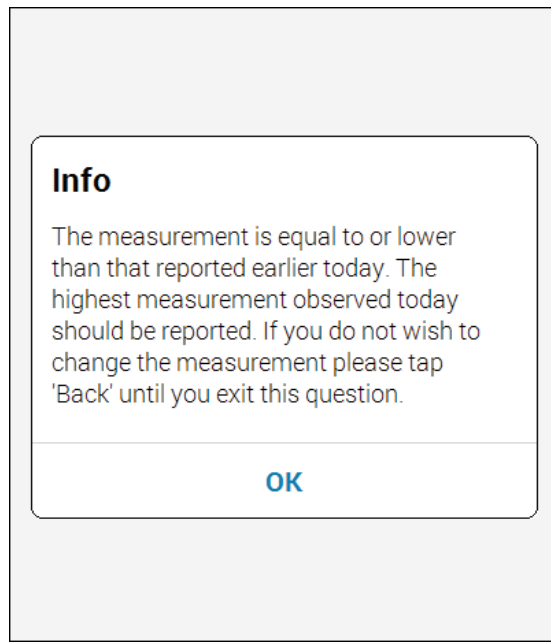 Info
The measurement is equal to or lower
than that reported earlier today. The
highest measurement observed today
should be reported. If you do not wish to
change the measurement please tap
'Back' until you exit this question.
OK